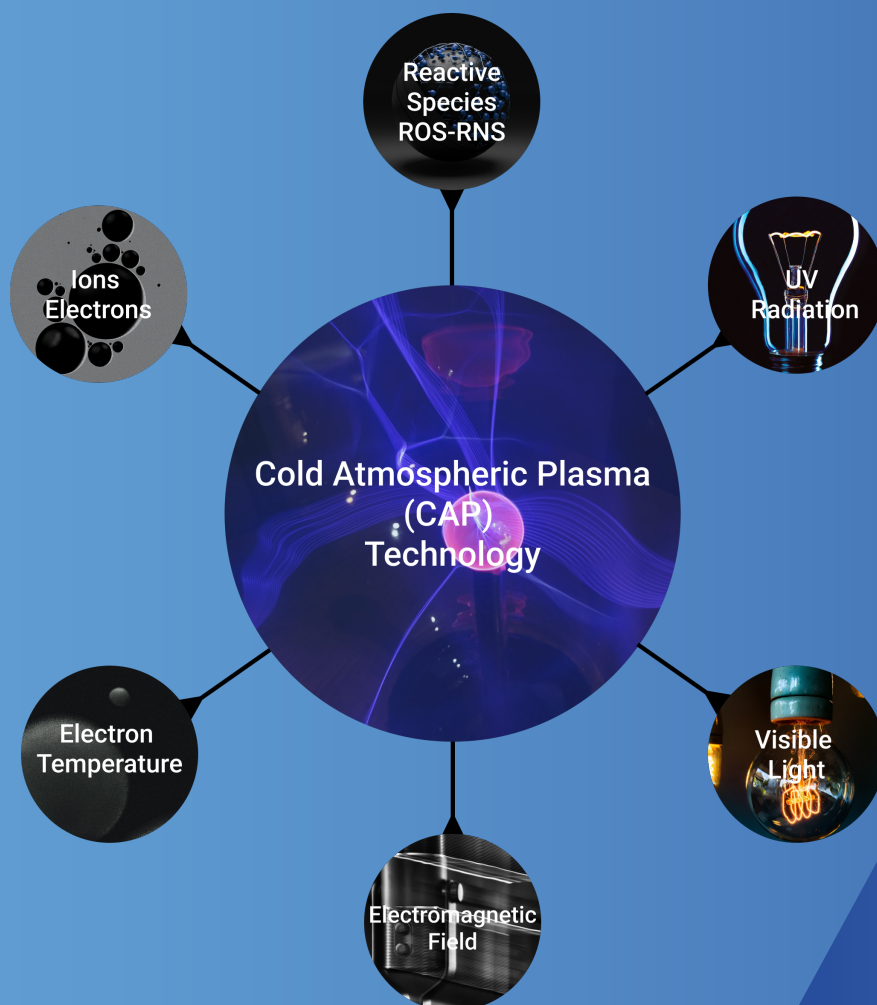 Reactive
Species
ROS-RNS
Ions
Electrons
UV
Radiation
Cold Atmospheric Plasma
(CAP)
Technology
Electron
Temperature
Visible
Light
Electromagnetic
Field